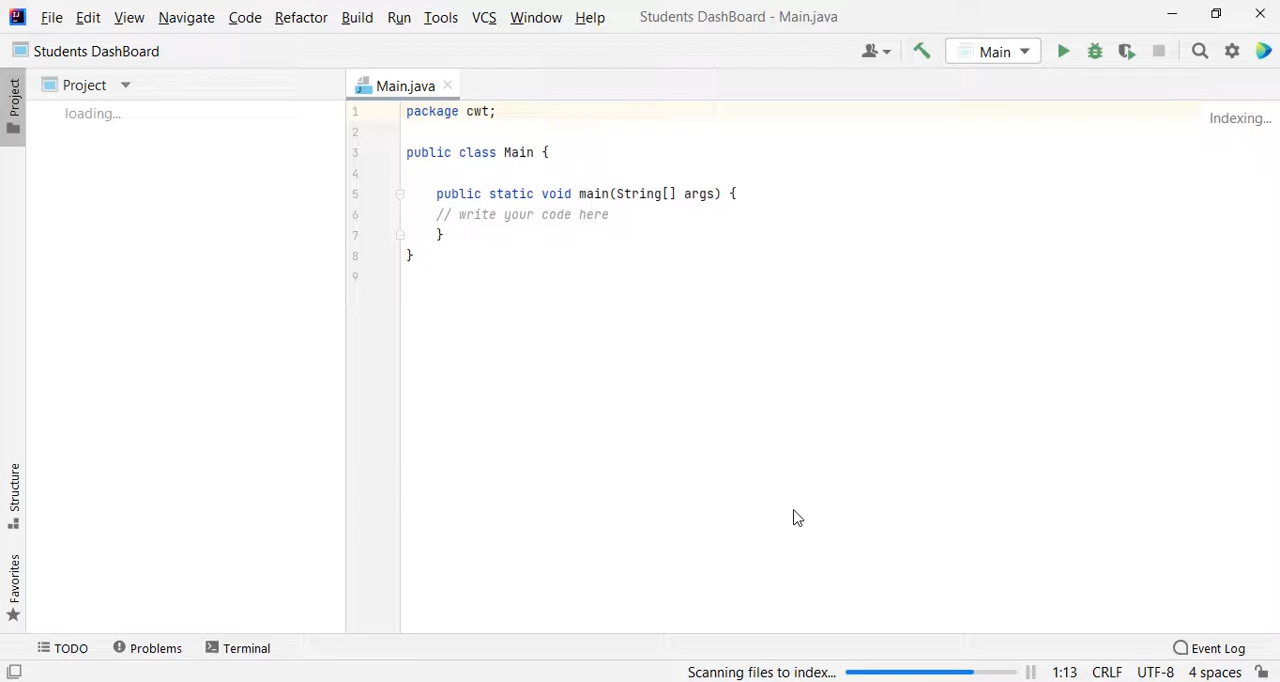 File Edit View Navigate Code Refactor Build Run Tools VCS Window Help Students DashBoard - Main.java
Students DashBoard Main
Project Main.java
Project
loading...
Indexing...
1 package cwt;
2
3 public class Main {
4
5 public static void main(String[] args) {
6 // write your code here
7 }
8 }
9
Structure
Favorites
TODO Problems Terminal Event Log
Scanning files to index... 1:13 CRLF UTF-8 4 spaces